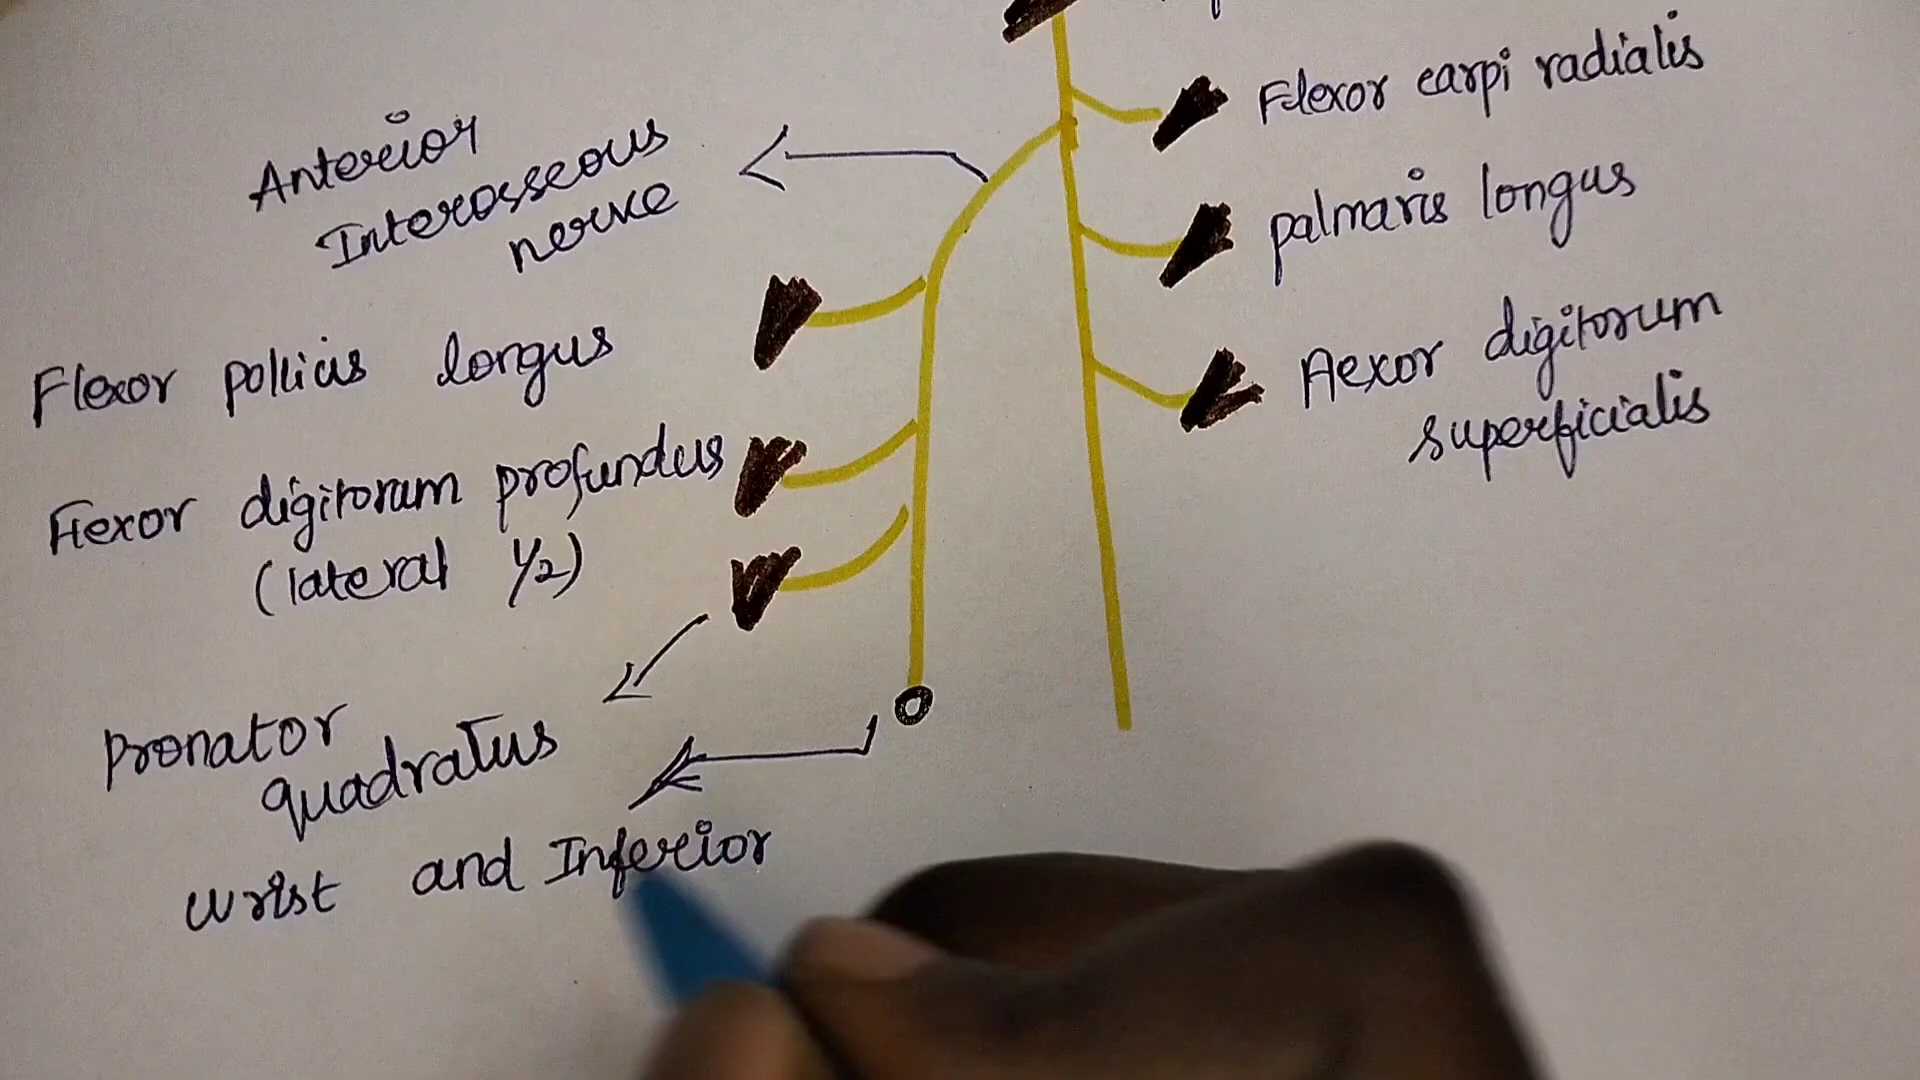 Flexor carpi radialis
Anterior
Interosseous
nerve
palmaris longus
Flexor pollicis longus
Flexor digitorum
superficialis
Flexor digitorum profundus
(lateral 1/2)
Pronator
quadratus
wrist and Inferior